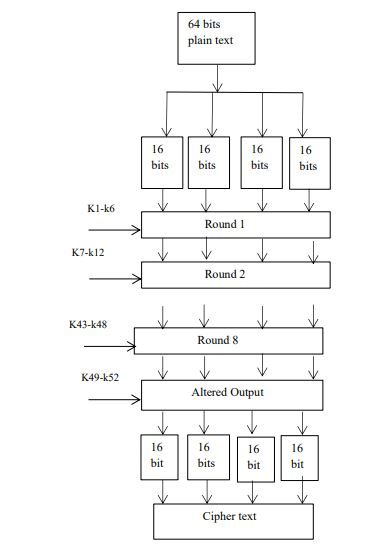 64 bits
plain text
16
bits
16
bits
16
bits
16
bits
K1-k6
Round 1
K7-k12
Round 2
K43-k48
Round 8
K49-k52
Altered Output
16
bit
16
bits
16
bit
16
bit
Cipher text